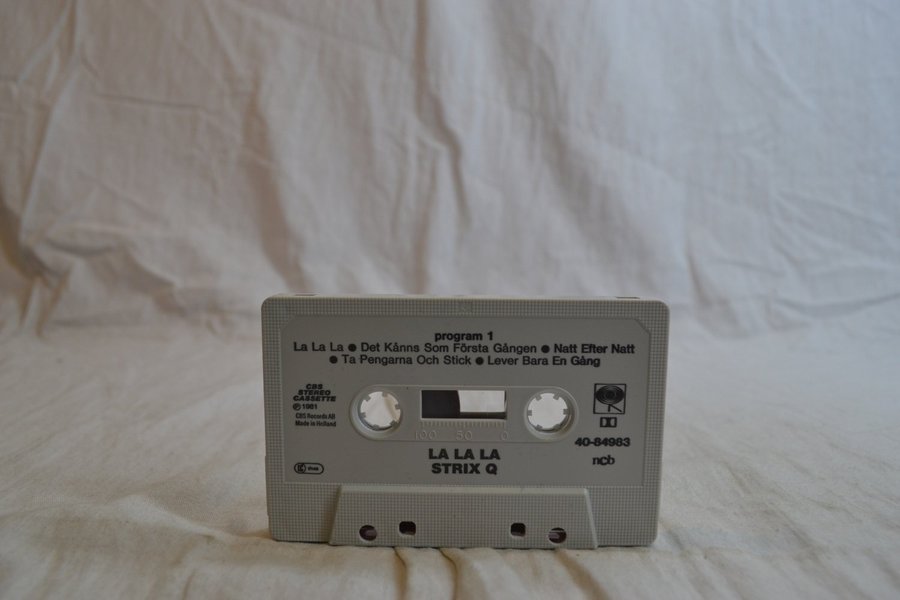 program 1
La La La ● Det Känns Som Första Gången ● Natt Efter Natt
● Ta Pengarna Och Stick ● Lever Bara En Gång
CBS
STEREO
CASSETTE
℗ 1981
CBS Records AB
Made in Holland
100 50 0
40-84983
ncb
LA LA LA
STRIX Q